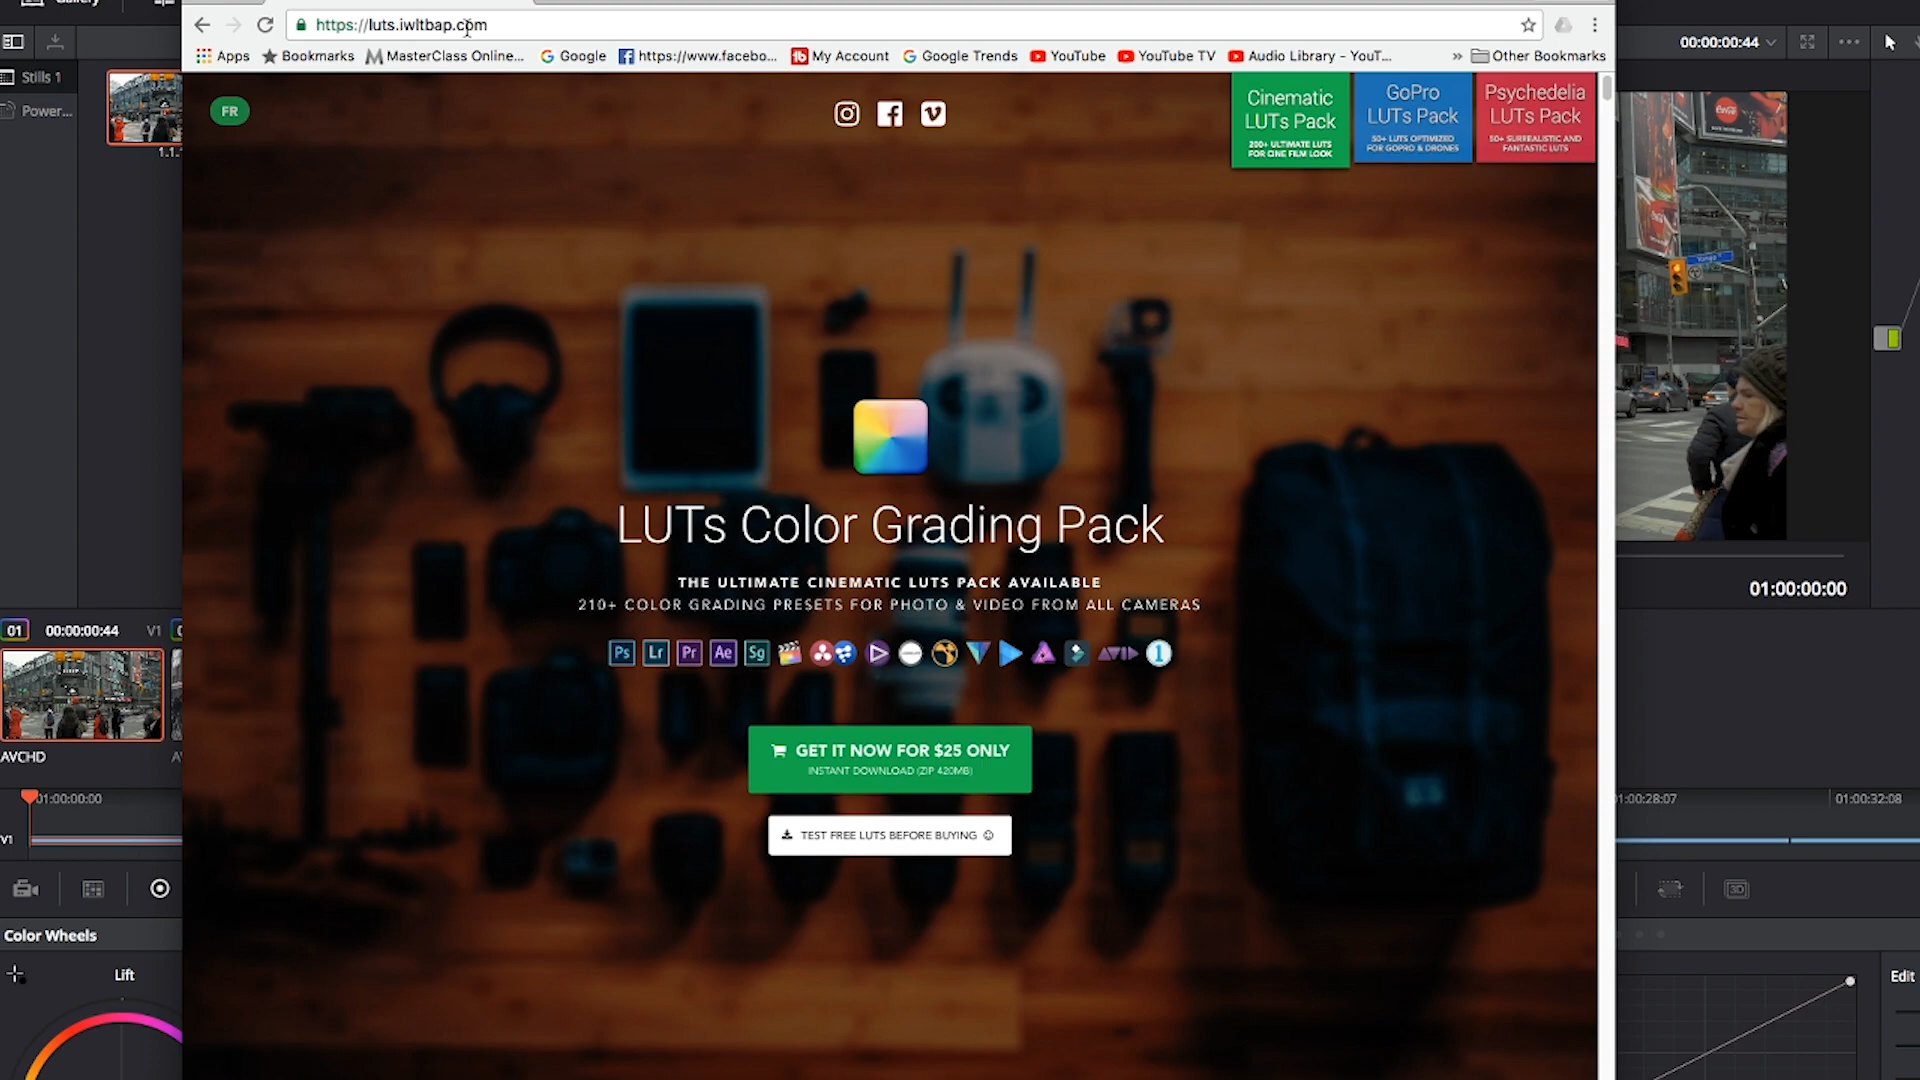 https://luts.iwltbap.com
Apps
Bookmarks
MasterClass Online...
Google
https://www.facebo...
My Account
Google Trends
YouTube
YouTube TV
Audio Library - YouT...
»
Other Bookmarks
00:00:00:44
Stills 1
Power...
FR
Cinematic
LUTs Pack
200+ ULTIMATE LUTS
FOR CINE FILM LOOK
GoPro
LUTs Pack
50+ LUTS OPTIMIZED
FOR GOPRO & DRONES
Psychedelia
LUTs Pack
50+ SURREALISTIC AND
FANTASTIC LUTS
LUTs Color Grading Pack
THE ULTIMATE CINEMATIC LUTS PACK AVAILABLE
210+ COLOR GRADING PRESETS FOR PHOTO & VIDEO FROM ALL CAMERAS
Ps Lr Pr Ae Sg AVID 1
GET IT NOW FOR $25 ONLY
INSTANT DOWNLOAD (ZIP 420MB)
TEST FREE LUTS BEFORE BUYING
01:00:00:00
01 00:00:00:44 V1
AVCHD
01:00:00:00
V1
01:00:32:08
3D
Color Wheels
Lift
Edit